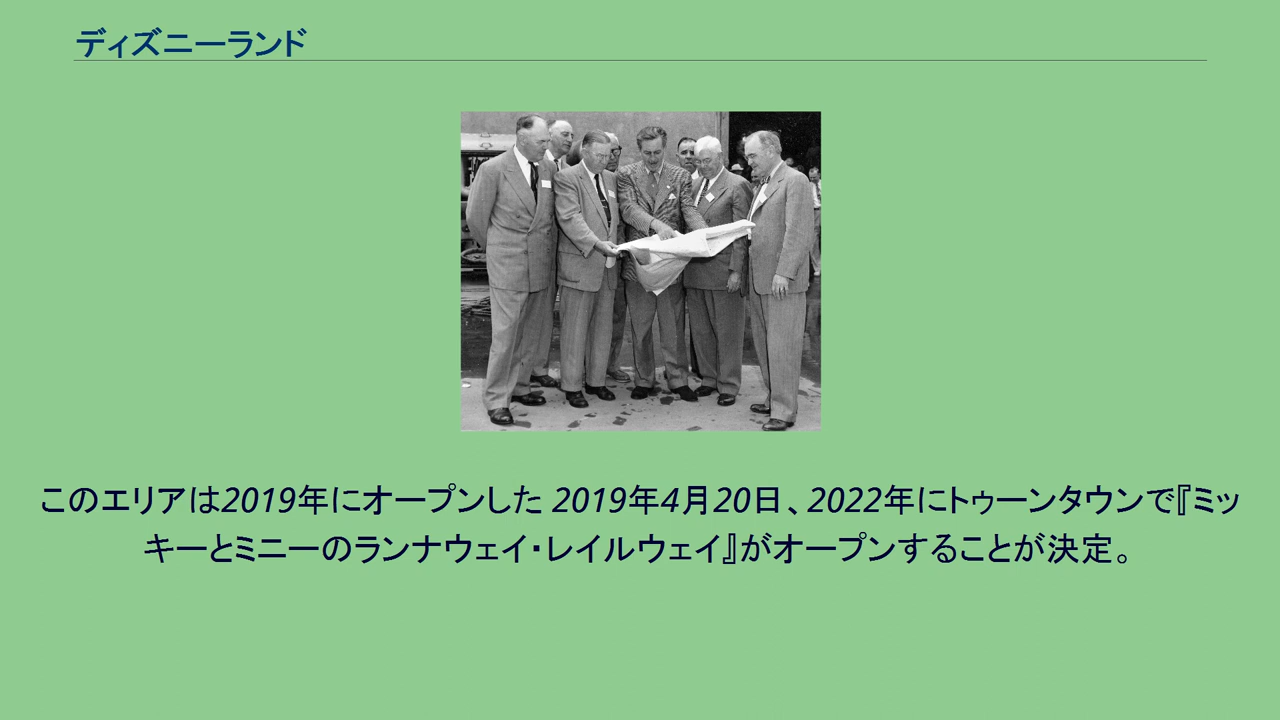 ディズニーランド
このエリアは2019年にオープンした 2019年4月20日、2022年にトゥーンタウンで『ミッ
キーとミニーのランナウェイ・レイルウェイ』がオープンすることが決定。